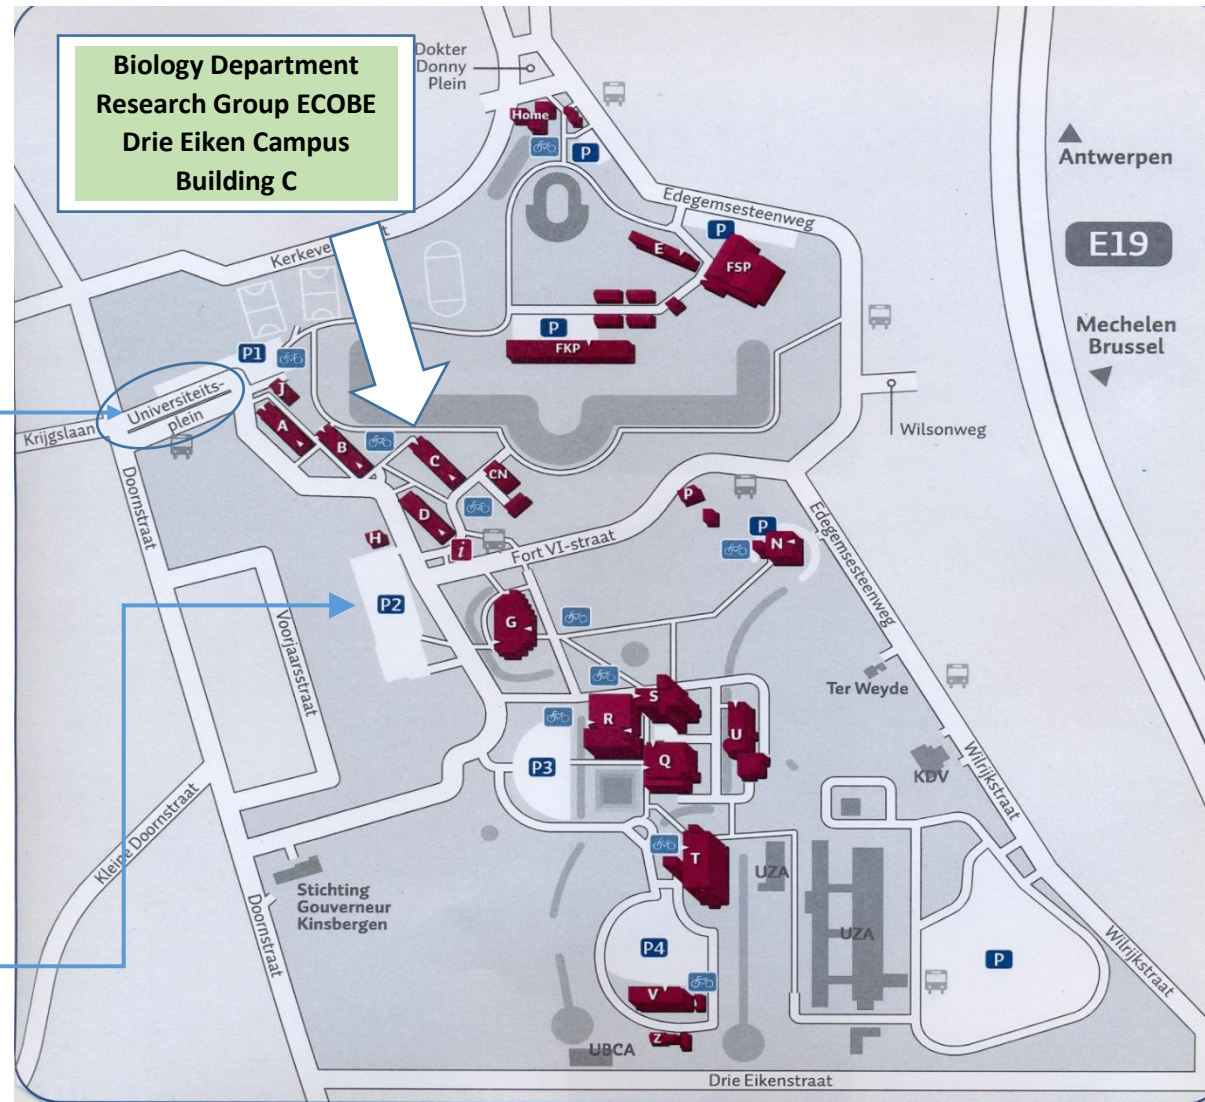 Biology Department
Research Group ECOBE
Drie Eiken Campus
Building C
Dokter
Donny
Plein
Home
P
Antwerpen
E19
Mechelen
Brussel
Edegemsesteenweg
P
E
FSP
P
FKP
P1
J
Universiteits-
plein
Krijgslaan
A
B
C
CN
D
H
i
Wilsonweg
Doornstraat
Fort VI-straat
P
P
N
Edegemsesteenweg
P2
G
Voorjaarsstraat
Ter Weyde
S
R
U
Q
P3
KDV
Wilrijkstraat
Kleine Doornstraat
T
UZA
Stichting
Gouverneur
Kinsbergen
Doornstraat
UZA
P4
P
Wilrijkstraat
V
Z
UBCA
Drie Eikenstraat